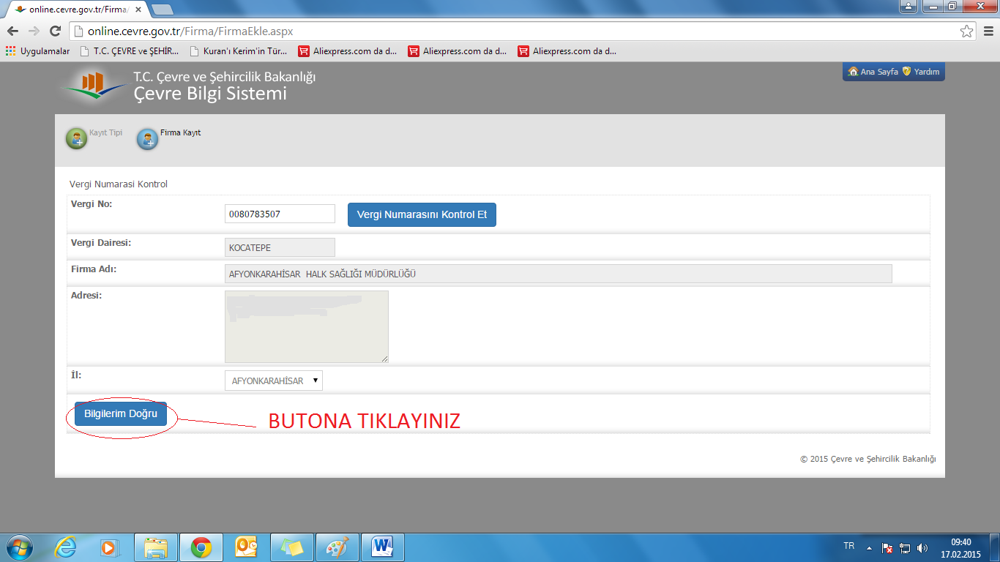 online.cevre.gov.tr/Firma/
online.cevre.gov.tr/Firma/FirmaEkle.aspx
Uygulamalar T.C. ÇEVRE ve ŞEHİR... Kuran'ı Kerim'in Tür... Aliexpress.com da d... Aliexpress.com da d... Aliexpress.com da d...
T.C. Çevre ve Şehircilik Bakanlığı
Çevre Bilgi Sistemi
Ana Sayfa Yardım
Kayıt Tipi Firma Kayıt
Vergi Numarasi Kontrol
Vergi No: 0080783507 Vergi Numarasını Kontrol Et
Vergi Dairesi: KOCATEPE
Firma Adı: AFYONKARAHİSAR HALK SAĞLIĞI MÜDÜRLÜĞÜ
Adresi:
İl: AFYONKARAHİSAR
Bilgilerim Doğru BUTONA TIKLAYINIZ
© 2015 Çevre ve Şehircilik Bakanlığı
TR 09:40
17.02.2015